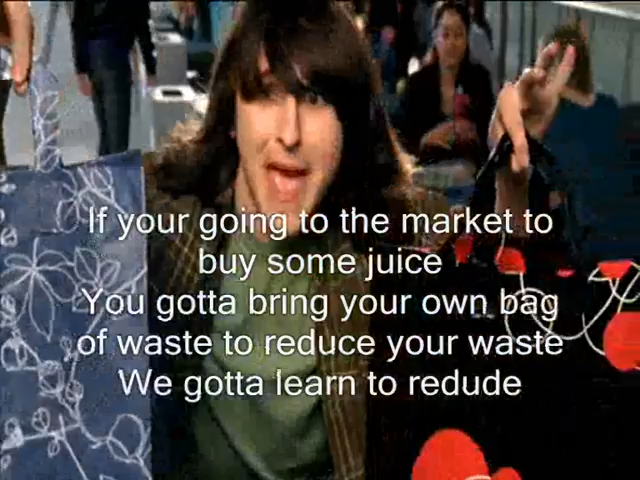 If your going to the market to
buy some juice
You gotta bring your own bag
of waste to reduce your waste
We gotta learn to redude